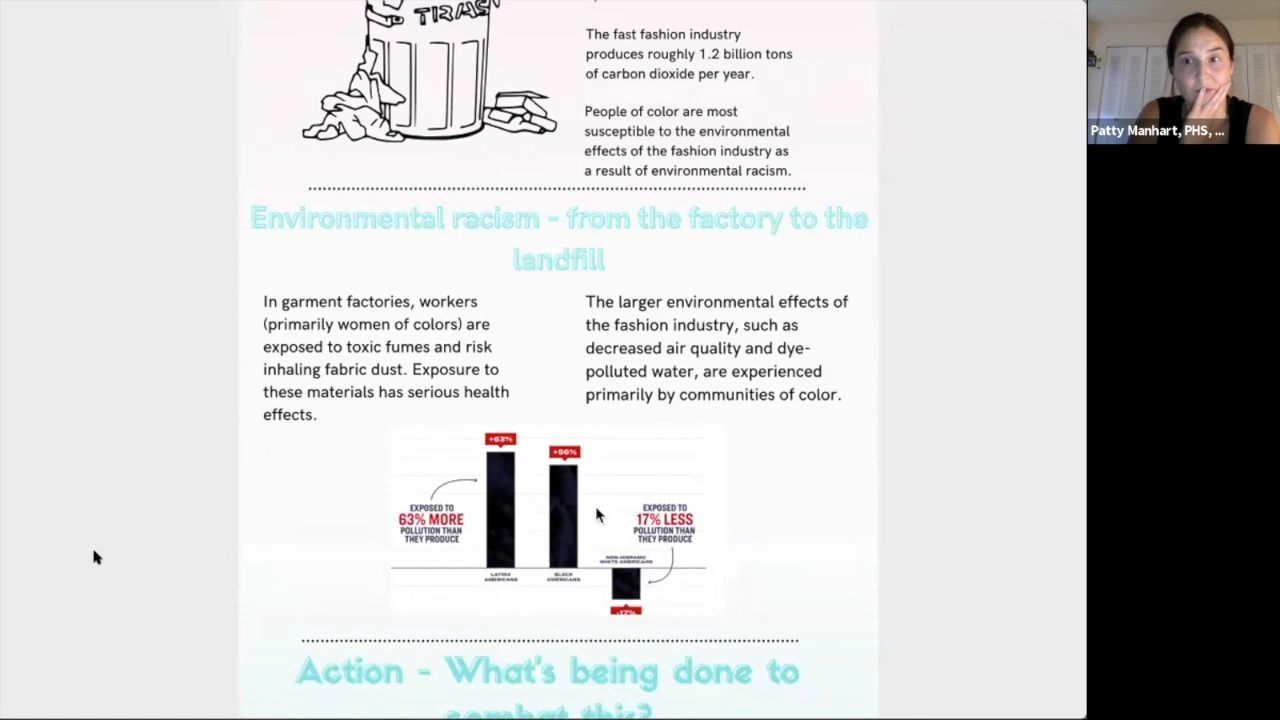 TRASH
The fast fashion industry
produces roughly 1.2 billion tons
of carbon dioxide per year.
People of color are most
susceptible to the environmental
effects of the fashion industry as
a result of environmental racism.
Environmental racism - from the factory to the
landfill
In garment factories, workers
(primarily women of colors) are
exposed to toxic fumes and risk
inhaling fabric dust. Exposure to
these materials has serious health
effects.
The larger environmental effects of
the fashion industry, such as
decreased air quality and dye-
polluted water, are experienced
primarily by communities of color.
+63%
+56%
EXPOSED TO
63% MORE
POLLUTION THAN
THEY PRODUCE
EXPOSED TO
17% LESS
POLLUTION THAN
THEY PRODUCE
NON-HISPANIC
WHITE AMERICANS
LATINX
AMERICANS
BLACK
AMERICANS
-17%
Action - What's being done to
combat this?
Patty Manhart, PHS, ...